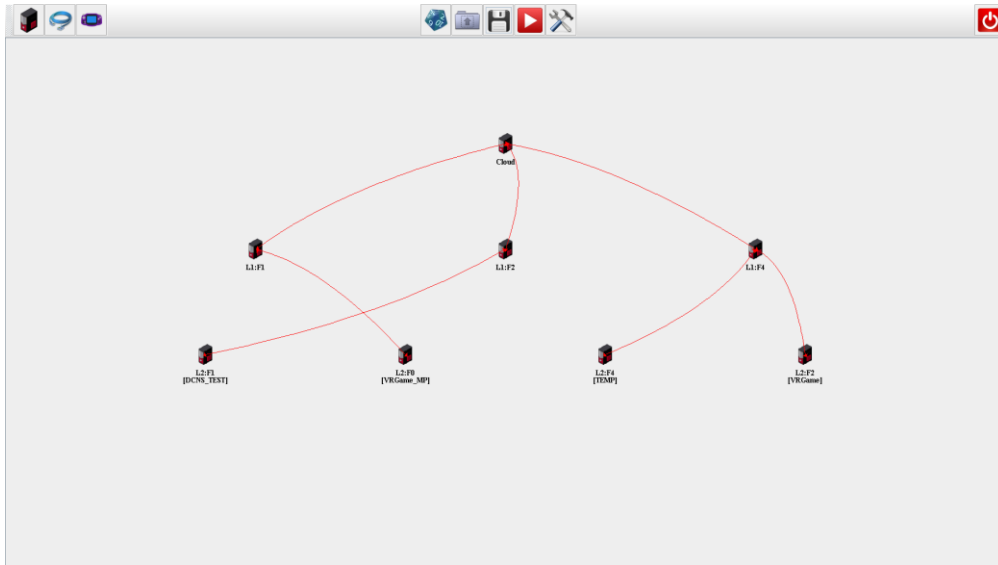 Cloud
L1:F1
L1:F2
L1:F4
L2:F1
[DCNS_TEST]
L2:F0
[VRGame_MP]
L2:F4
[TEMP]
L2:F2
[VRGame]